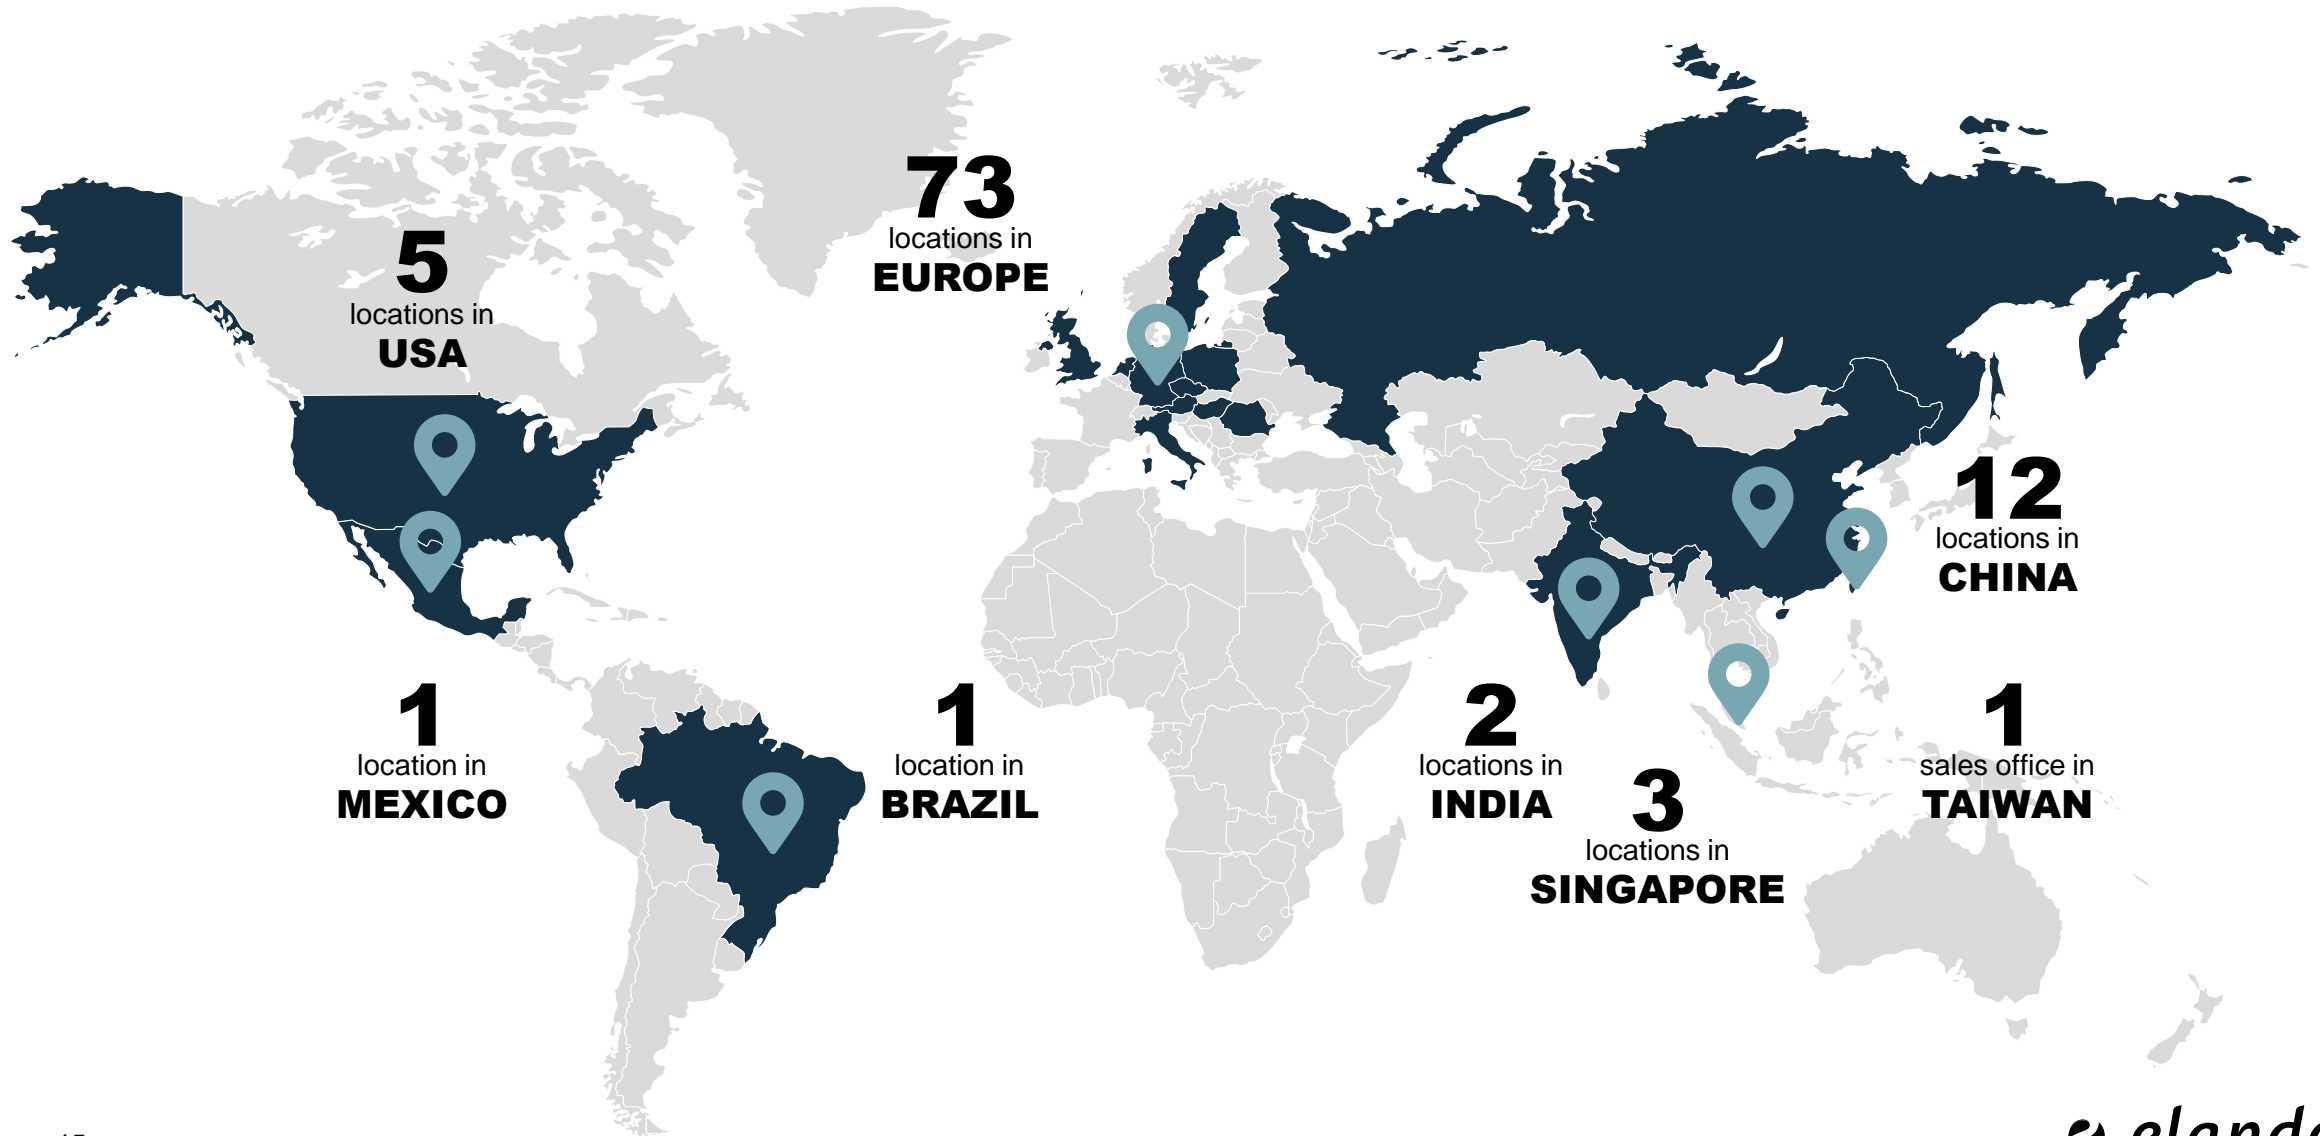 73
locations in
EUROPE
5
locations in
USA
12
locations in
CHINA
1
location in
MEXICO
1
location in
BRAZIL
2
locations in
INDIA
3
locations in
SINGAPORE
1
sales office in
TAIWAN